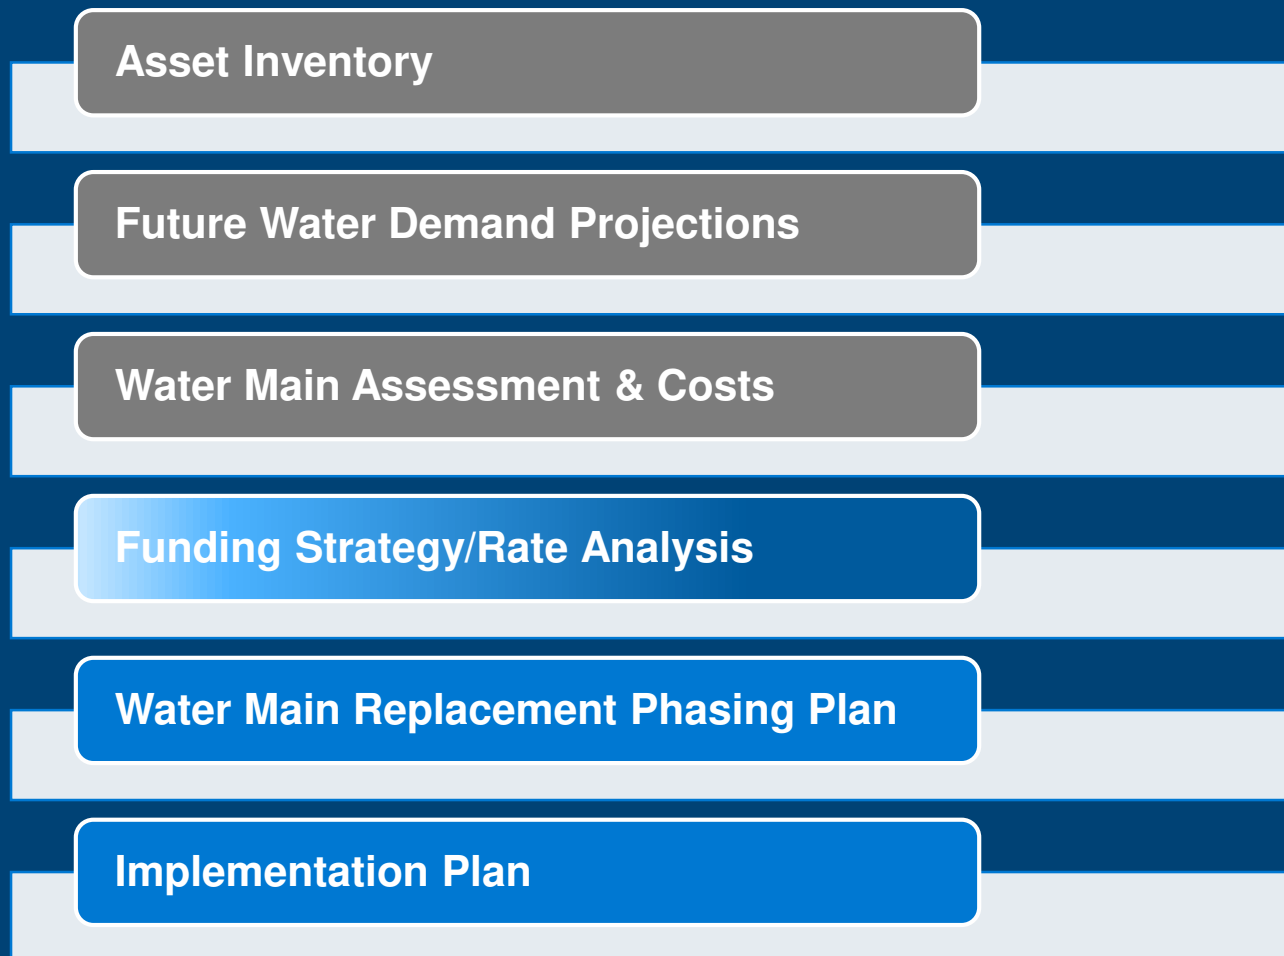 Asset Inventory
Future Water Demand Projections
Water Main Assessment & Costs
Funding Strategy/Rate Analysis
Water Main Replacement Phasing Plan
Implementation Plan